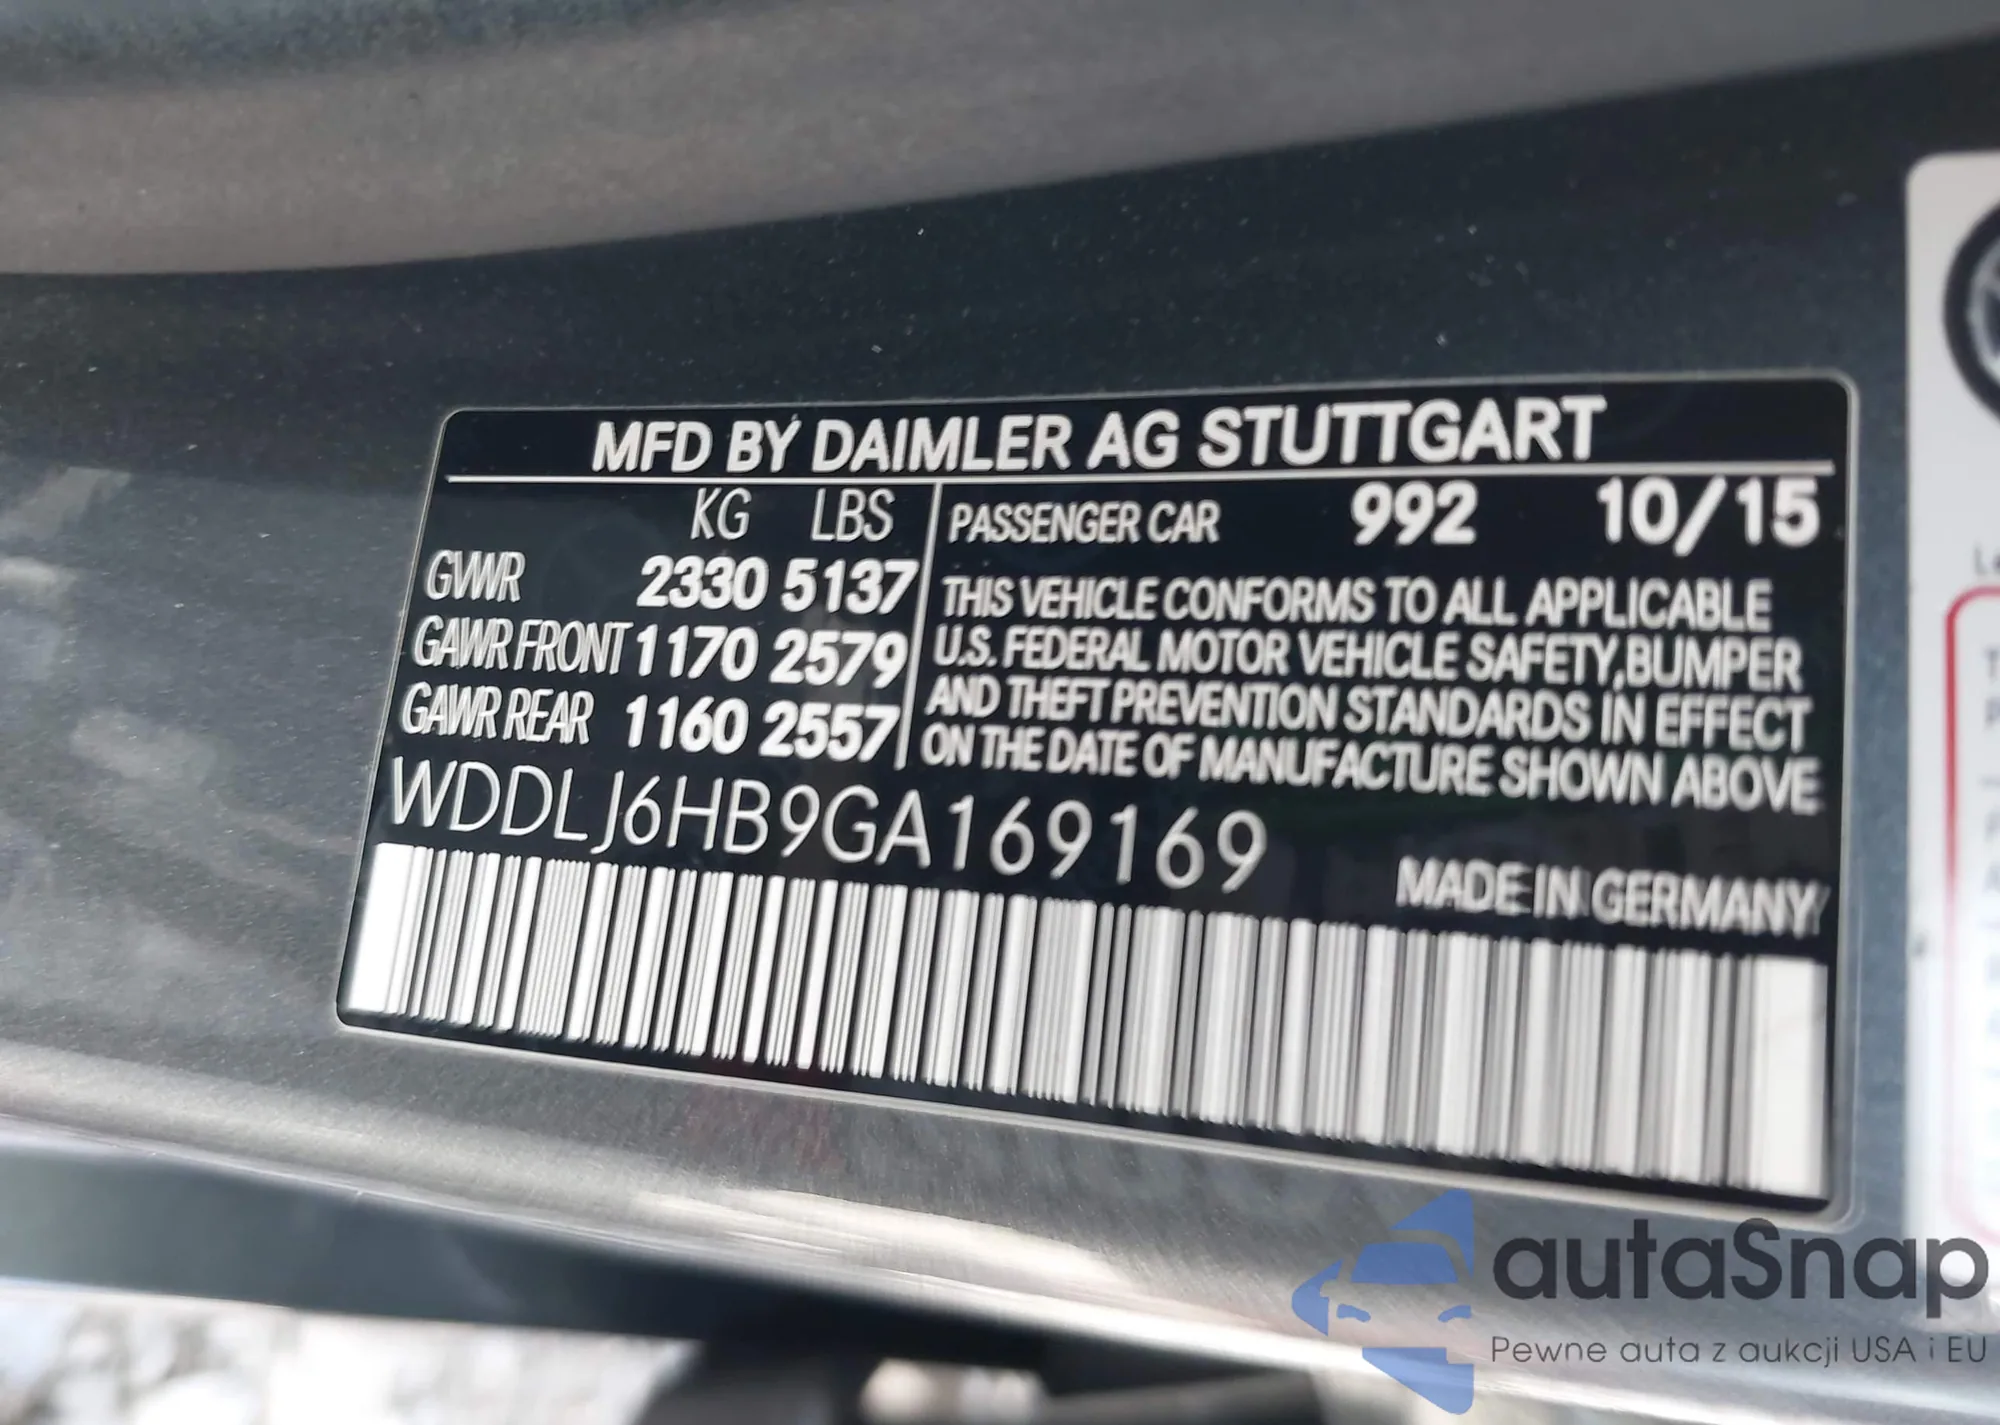 MFD BY DAIMLER AG STUTTGART
KG LBS
GVWR 2330 5137
GAWR FRONT 1170 2579
GAWR REAR 1160 2557
PASSENGER CAR 992 10/15
THIS VEHICLE CONFORMS TO ALL APPLICABLE
U.S. FEDERAL MOTOR VEHICLE SAFETY, BUMPER
AND THEFT PREVENTION STANDARDS IN EFFECT
ON THE DATE OF MANUFACTURE SHOWN ABOVE
WDDLJ6HB9GA169169
MADE IN GERMANY
autaSnap
Pewne auta z aukcji USA i EU